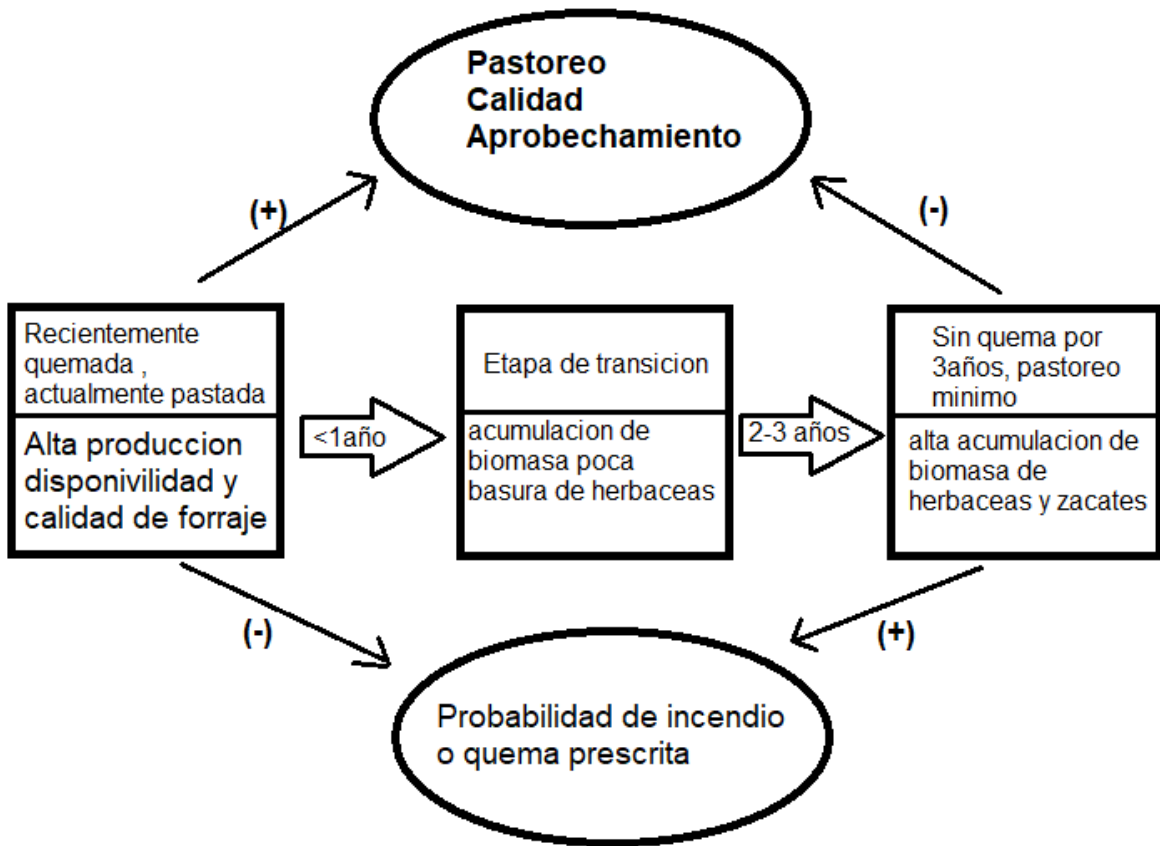 Pastoreo
Calidad
Aprobechamiento
(+)
(-)
Recientemente
quemada ,
actualmente pastada
Alta produccion
disponivilidad y
calidad de forraje
<1año
Etapa de transicion
acumulacion de
biomasa poca
basura de herbaceas
2-3 años
Sin quema por
3años, pastoreo
minimo
alta acumulacion de
biomasa de
herbaceas y zacates
(-)
(+)
Probabilidad de incendio
o quema prescrita